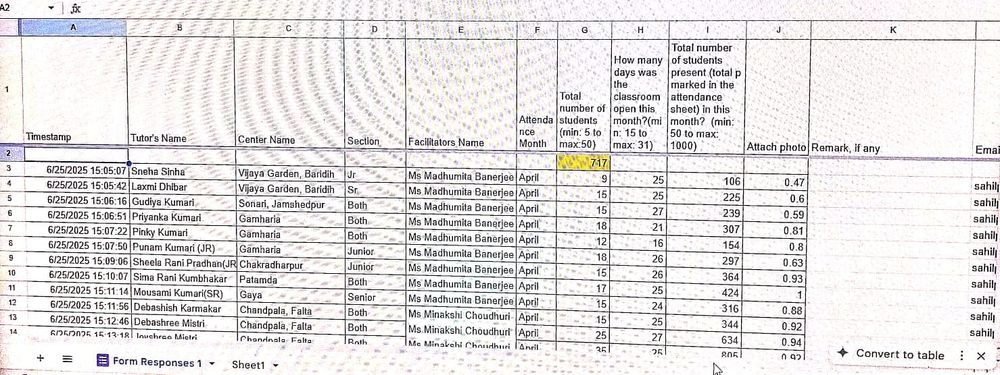 A2 fx
A B C D E F G H I J K
1 Timestamp Tutor's Name Center Name Section Facilitators Name Attendance Month Total number of students (min: 5 to max:50) How many days was the classroom open this month?(min: 15 to max: 31) Total number of students present (total p marked in the attendance sheet) in this month? (min: 50 to max: 1000) Attach photo Remark, if any Emai
2 717
3 6/25/2025 15:05:07 Sneha Sinha Vijaya Garden, Baridih Jr Ms Madhumita Banerjee April 9 25 106 0.47 sahilj
4 6/25/2025 15:05:42 Laxmi Dhibar Vijaya Garden, Baridih Sr Ms Madhumita Banerjee April 15 25 225 0.6 sahilj
5 6/25/2025 15:06:16 Gudiya Kumari Sonari, Jamshedpur Both Ms Madhumita Banerjee April 15 27 239 0.59 sahilj
6 6/25/2025 15:06:51 Priyanka Kumari Gamharia Both Ms Madhumita Banerjee April 18 21 307 0.81 sahilj
7 6/25/2025 15:07:22 Pinky Kumari Gamharia Both Ms Madhumita Banerjee April 12 16 154 0.8 sahilj
8 6/25/2025 15:07:50 Punam Kumari (JR) Gamharia Junior Ms Madhumita Banerjee April 18 26 297 0.63 sahilj
9 6/25/2025 15:09:06 Sheela Rani Pradhan(JR Chakradharpur Junior Ms Madhumita Banerjee April 15 26 364 0.93 sahilj
10 6/25/2025 15:10:07 Sima Rani Kumbhakar Patamda Both Ms Madhumita Banerjee April 17 25 424 1 sahilj
11 6/25/2025 15:11:14 Mousami Kumari(SR) Gaya Senior Ms Madhumita Banerjee April 15 24 316 0.88 sahilj
12 6/25/2025 15:11:56 Debashish Karmakar Chandpala, Falta Both Ms Minakshi Choudhuri April 15 25 344 0.92 sahilj
13 6/25/2025 15:12:46 Debashree Mistri Chandpala, Falta Both Ms Minakshi Choudhuri April 25 27 634 0.94
14 6/25/2025 15:13:18 Joyshree Mistri Chandpala, Falta Both Ms Minakshi Choudhuri April 35 25 805 0.92
Form Responses 1 Sheet1 Convert to table